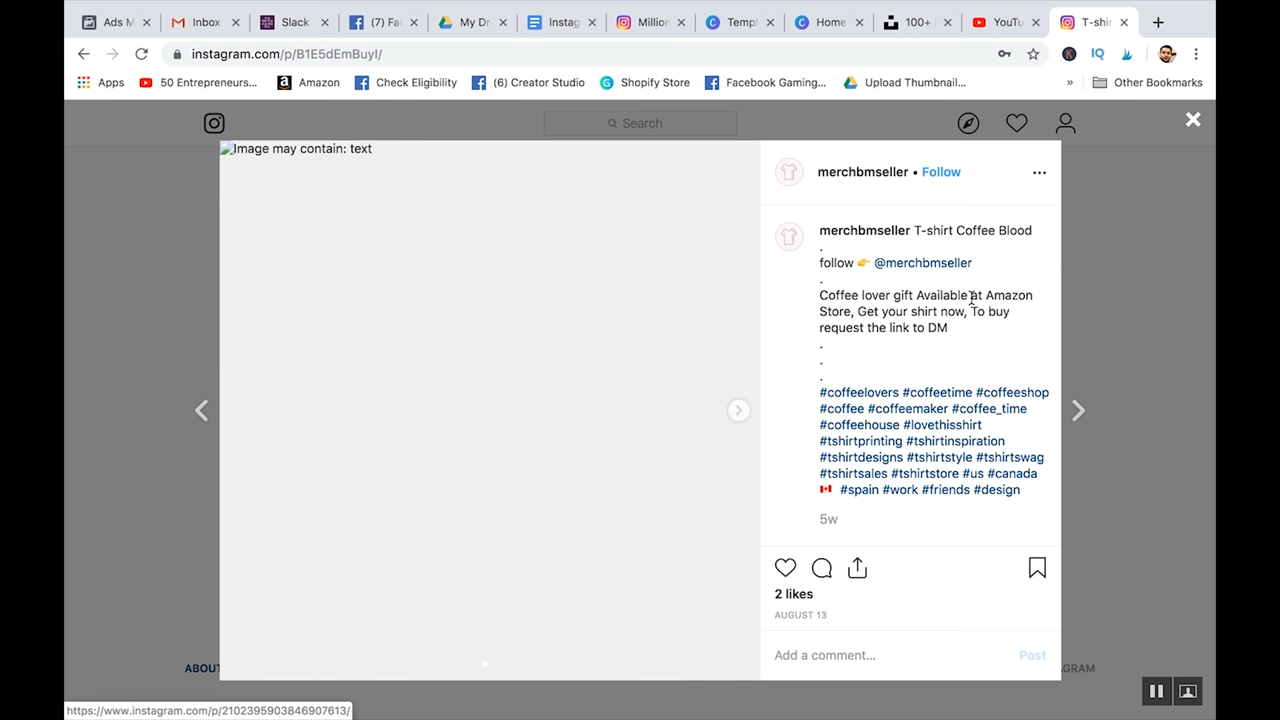 Ads M
Inbox
Slack
(7) Fa
My Dr
Instag
Million
Templ
Home
100+
YouTu
T-shir
instagram.com/p/B1E5dEmBuyI/
IQ
Apps
50 Entrepreneurs...
Amazon
Check Eligibility
(6) Creator Studio
Shopify Store
Facebook Gaming...
Upload Thumbnail...
»
Other Bookmarks
Search
Image may contain: text
merchbmseller • Follow
merchbmseller T-shirt Coffee Blood
.
follow 👉 @merchbmseller
.
Coffee lover gift Available at Amazon
Store, Get your shirt now, To buy
request the link to DM
.
.
.
#coffeelovers #coffeetime #coffeeshop
#coffee #coffeemaker #coffee_time
#coffeehouse #lovethisshirt
#tshirtprinting #tshirtinspiration
#tshirtdesigns #tshirtstyle #tshirtswag
#tshirtsales #tshirtstore #us #canada
🇨🇦 #spain #work #friends #design
5w
2 likes
AUGUST 13
Add a comment...
Post
ABOU
GRAM
https://www.instagram.com/p/2102395903846907613/